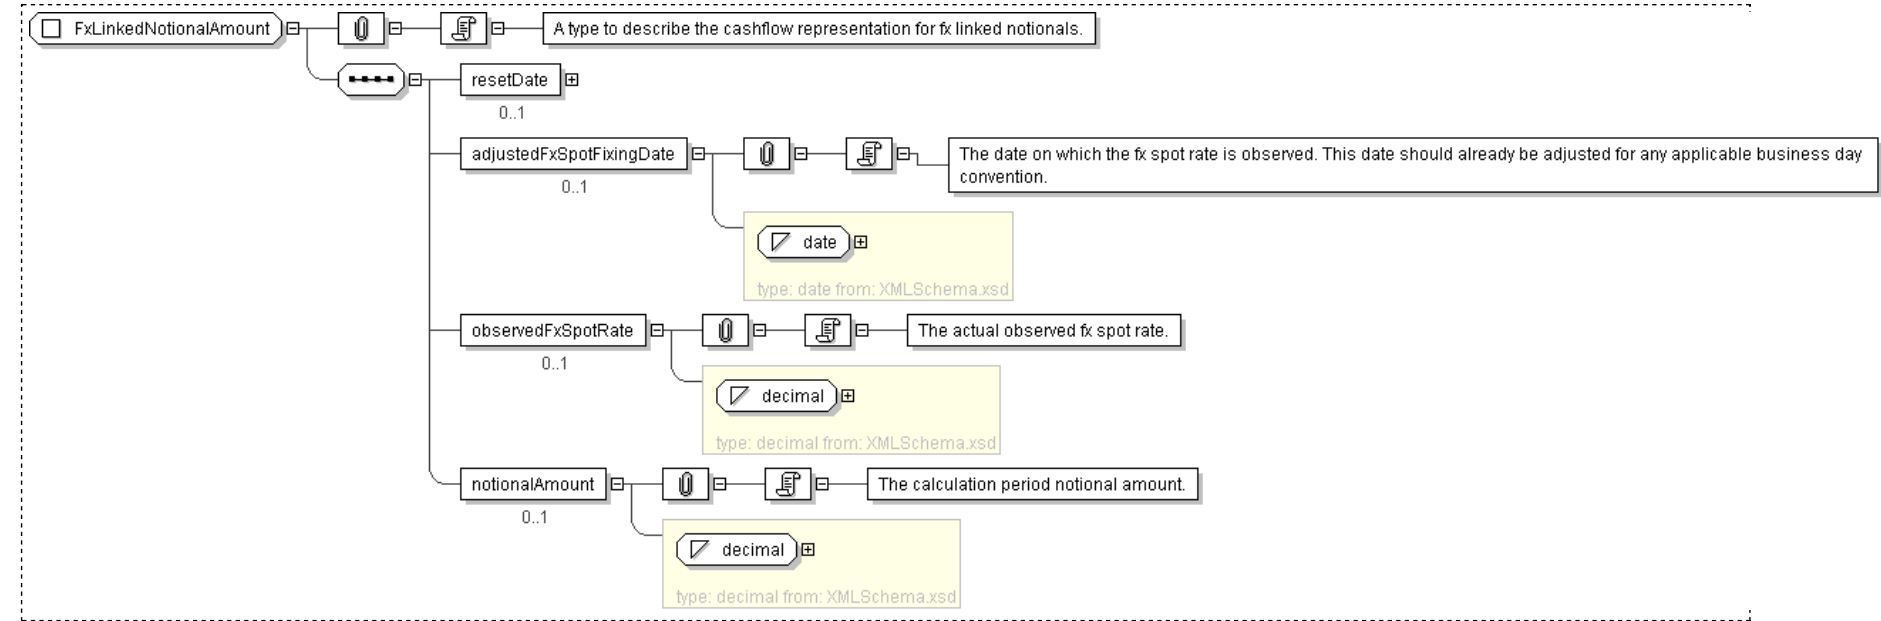 FxLinkedNotionalAmount
A type to describe the cashflow representation for fx linked notionals.
resetDate
0..1
adjustedFxSpotFixingDate
0..1
The date on which the fx spot rate is observed. This date should already be adjusted for any applicable business day
convention.
date
type: date from: XMLSchema.xsd
observedFxSpotRate
0..1
The actual observed fx spot rate.
decimal
type: decimal from: XMLSchema.xsd
notionalAmount
0..1
The calculation period notional amount.
decimal
type: decimal from: XMLSchema.xsd